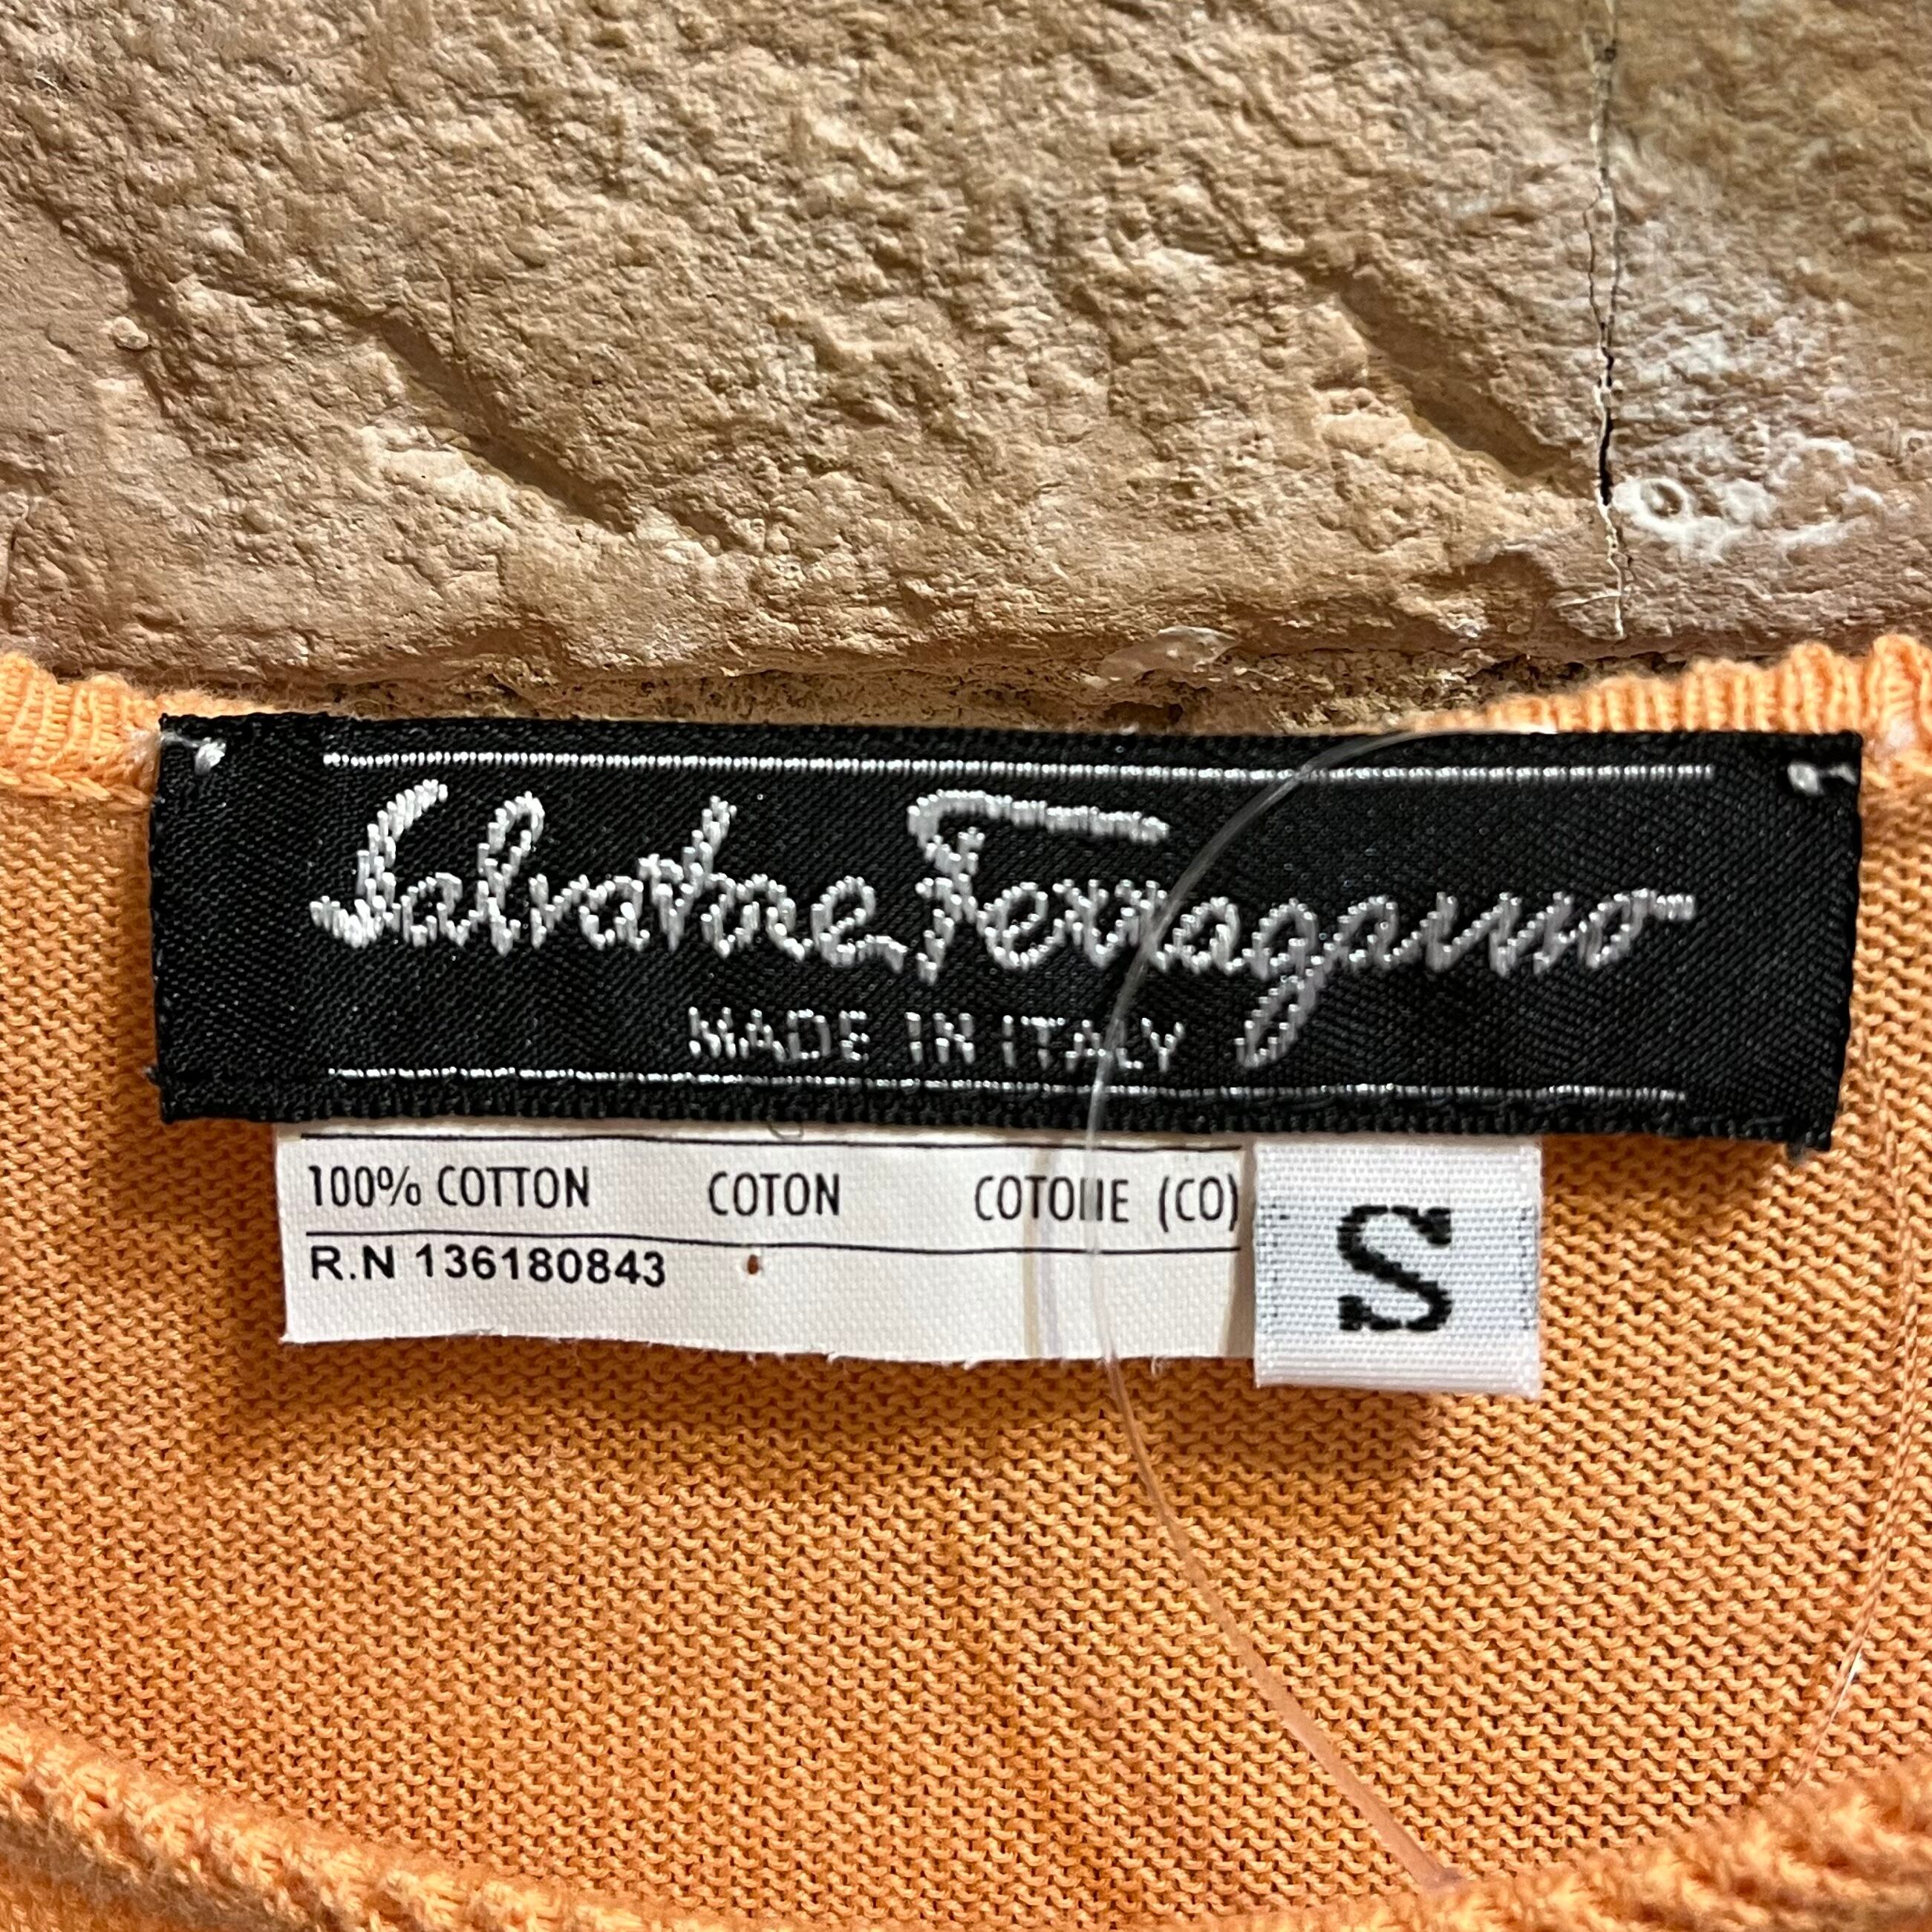 Salvatore Ferragamo
MADE IN ITALY
100% COTTON COTON COTONE (CO)
R.N 136180843
S